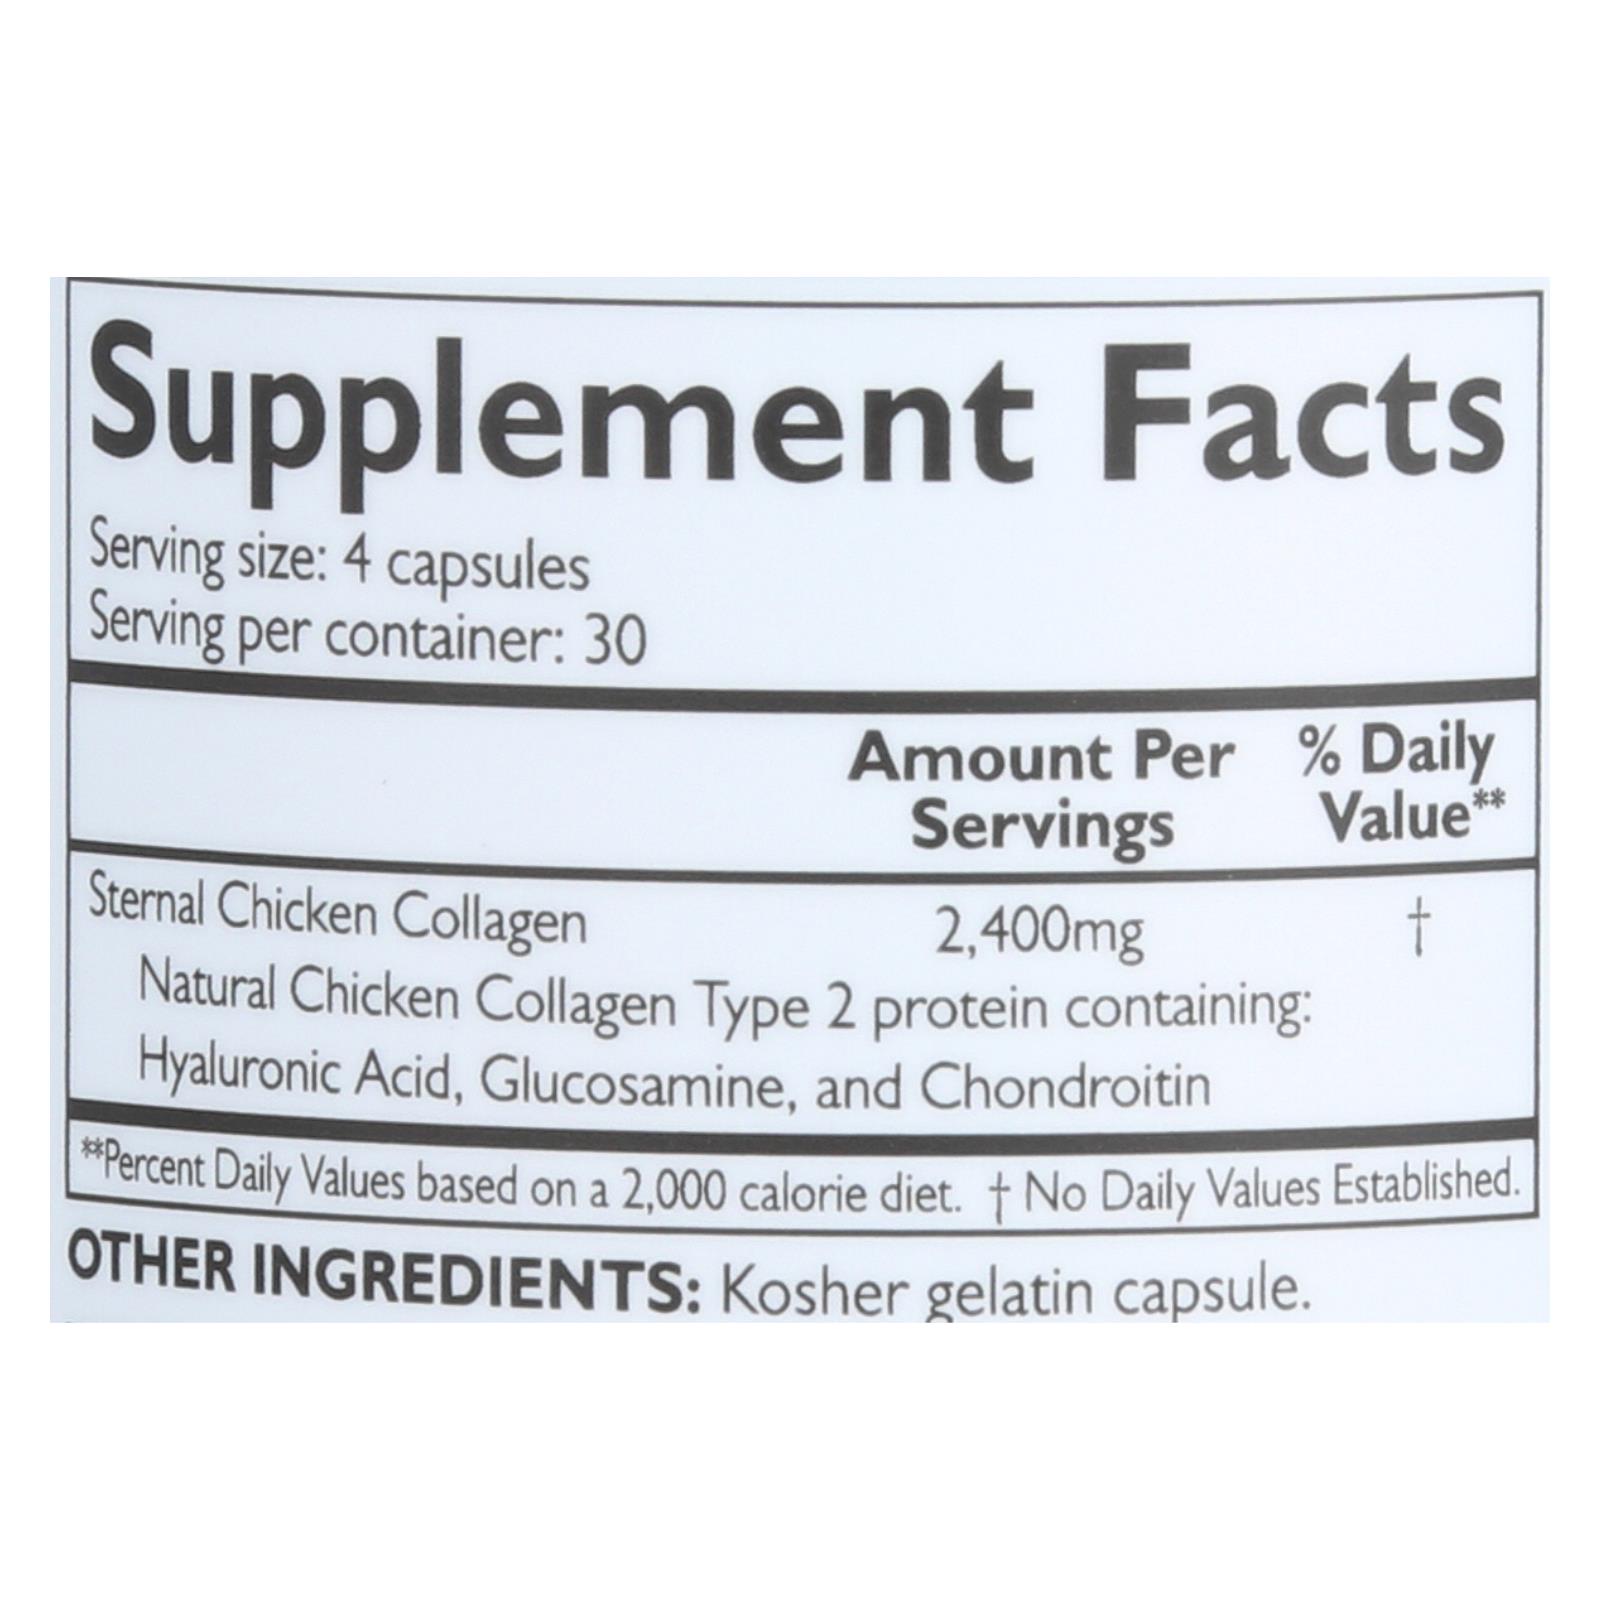 Supplement Facts
Serving size: 4 capsules
Serving per container: 30
Amount Per % Daily
Servings Value**
Sternal Chicken Collagen 2,400mg †
Natural Chicken Collagen Type 2 protein containing:
Hyaluronic Acid, Glucosamine, and Chondroitin
**Percent Daily Values based on a 2,000 calorie diet. † No Daily Values Established.
OTHER INGREDIENTS: Kosher gelatin capsule.